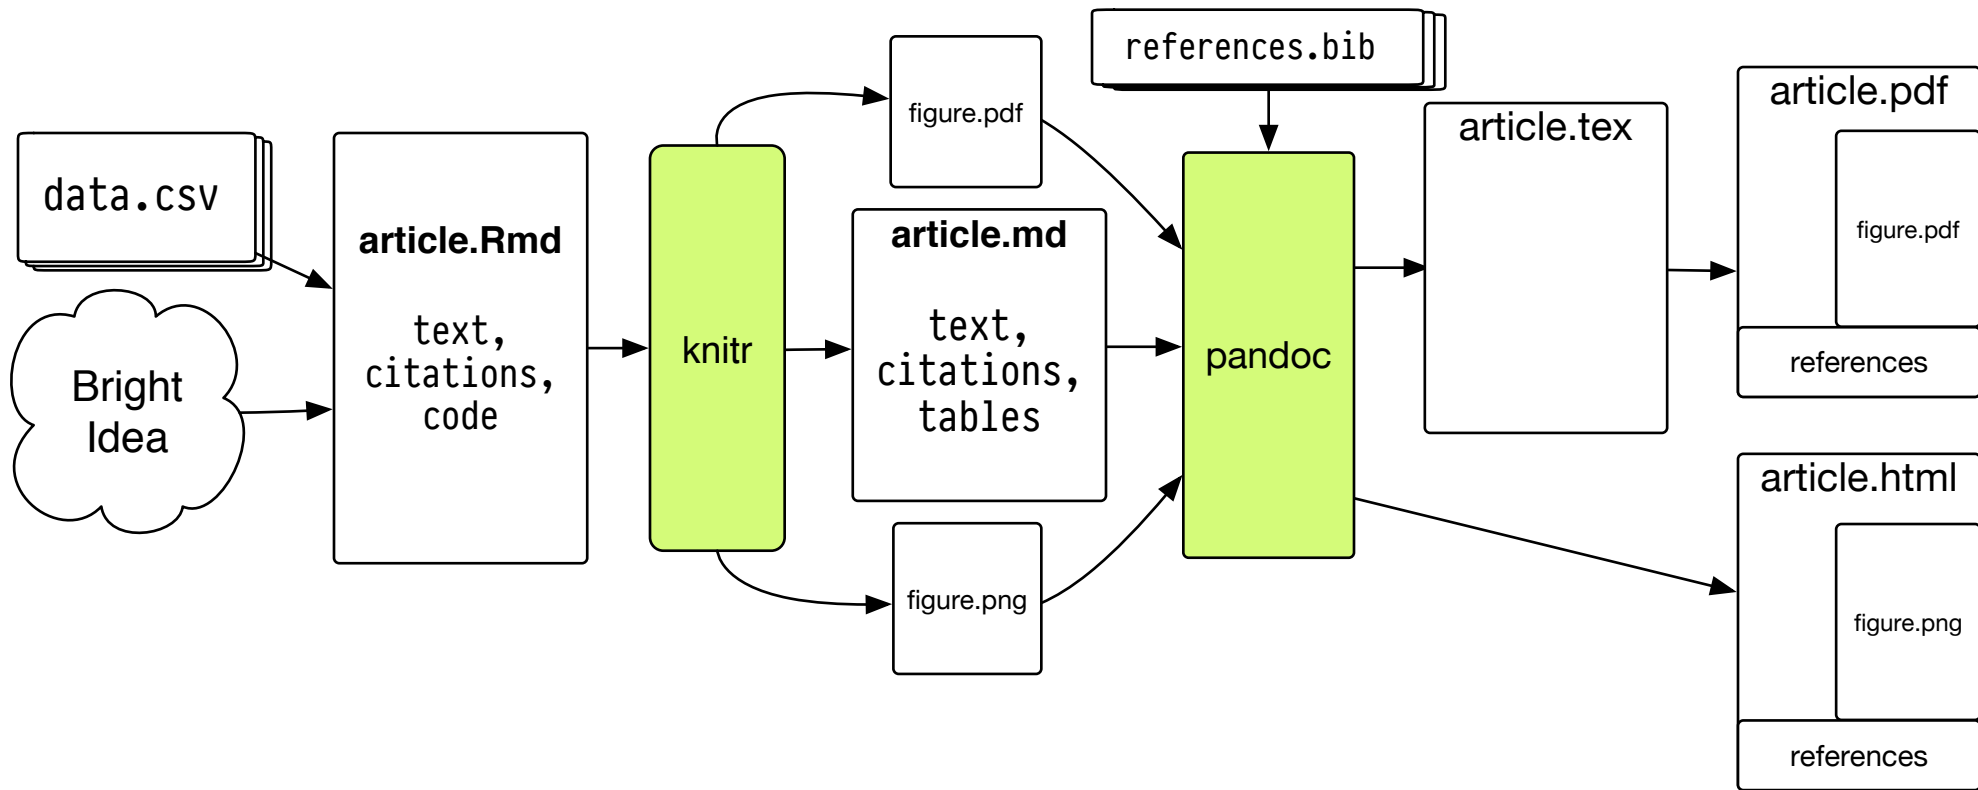 data.csv
Bright
Idea
article.Rmd
text,
citations,
code
knitr
figure.pdf
article.md
text,
citations,
tables
figure.png
references.bib
pandoc
article.tex
article.pdf
figure.pdf
references
article.html
figure.png
references